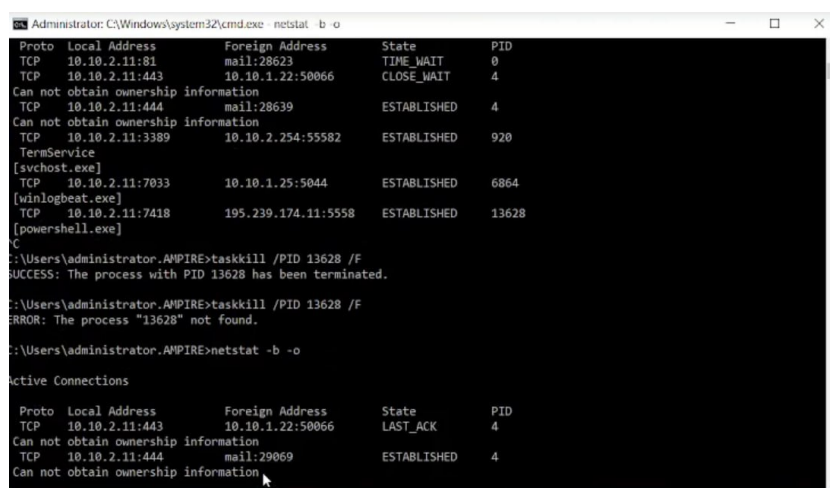 Administrator: C:\Windows\system32\cmd.exe - netstat -b -o
Proto Local Address Foreign Address State PID
TCP 10.10.2.11:81 mail:28623 TIME_WAIT 0
TCP 10.10.2.11:443 10.10.1.22:50066 CLOSE_WAIT 4
Can not obtain ownership information
TCP 10.10.2.11:444 mail:28639 ESTABLISHED 4
Can not obtain ownership information
TCP 10.10.2.11:3389 10.10.2.254:55582 ESTABLISHED 920
TermService
[svchost.exe]
TCP 10.10.2.11:7033 10.10.1.25:5044 ESTABLISHED 6864
[winlogbeat.exe]
TCP 10.10.2.11:7418 195.239.174.11:5558 ESTABLISHED 13628
[powershell.exe]
^C
C:\Users\administrator.AMPIRE>taskkill /PID 13628 /F
SUCCESS: The process with PID 13628 has been terminated.
C:\Users\administrator.AMPIRE>taskkill /PID 13628 /F
ERROR: The process "13628" not found.
C:\Users\administrator.AMPIRE>netstat -b -o
Active Connections
Proto Local Address Foreign Address State PID
TCP 10.10.2.11:443 10.10.1.22:50066 LAST_ACK 4
Can not obtain ownership information
TCP 10.10.2.11:444 mail:29069 ESTABLISHED 4
Can not obtain ownership information